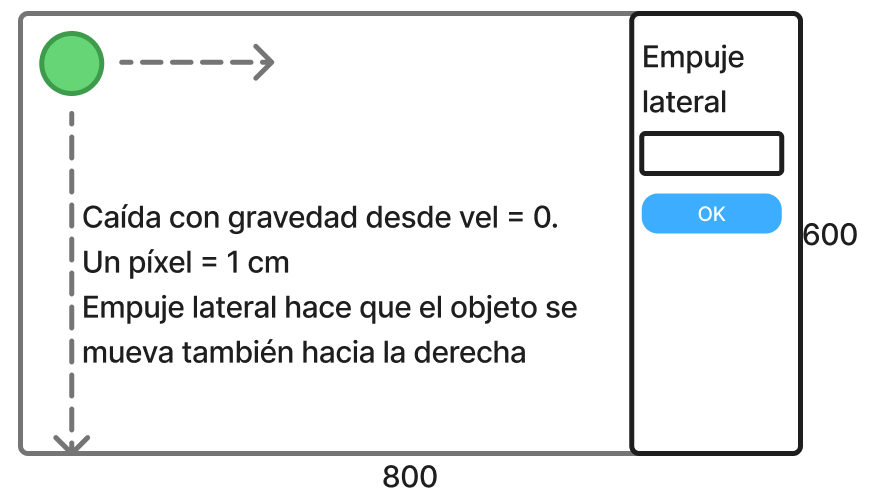 Empuje
lateral
OK
Caída con gravedad desde vel = 0.
Un píxel = 1 cm
Empuje lateral hace que el objeto se
mueva también hacia la derecha
600
800